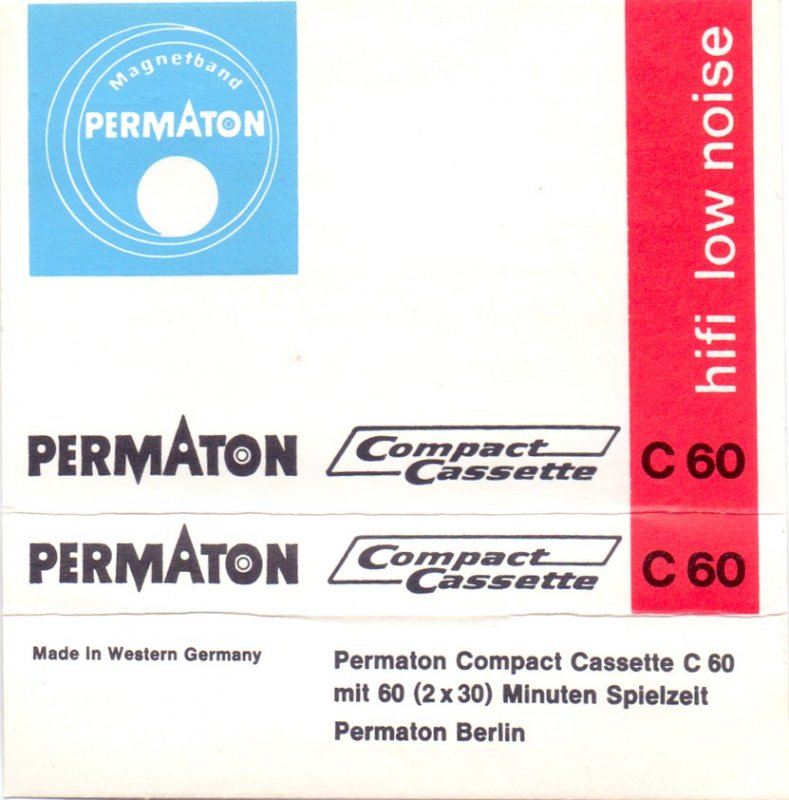 Magnetband
PERMATON
hifi low noise
PERMATON
Compact
Cassette
C 60
PERMATON
Compact
Cassette
C 60
Made in Western Germany
Permaton Compact Cassette C 60
mit 60 (2 x 30) Minuten Spielzeit
Permaton Berlin